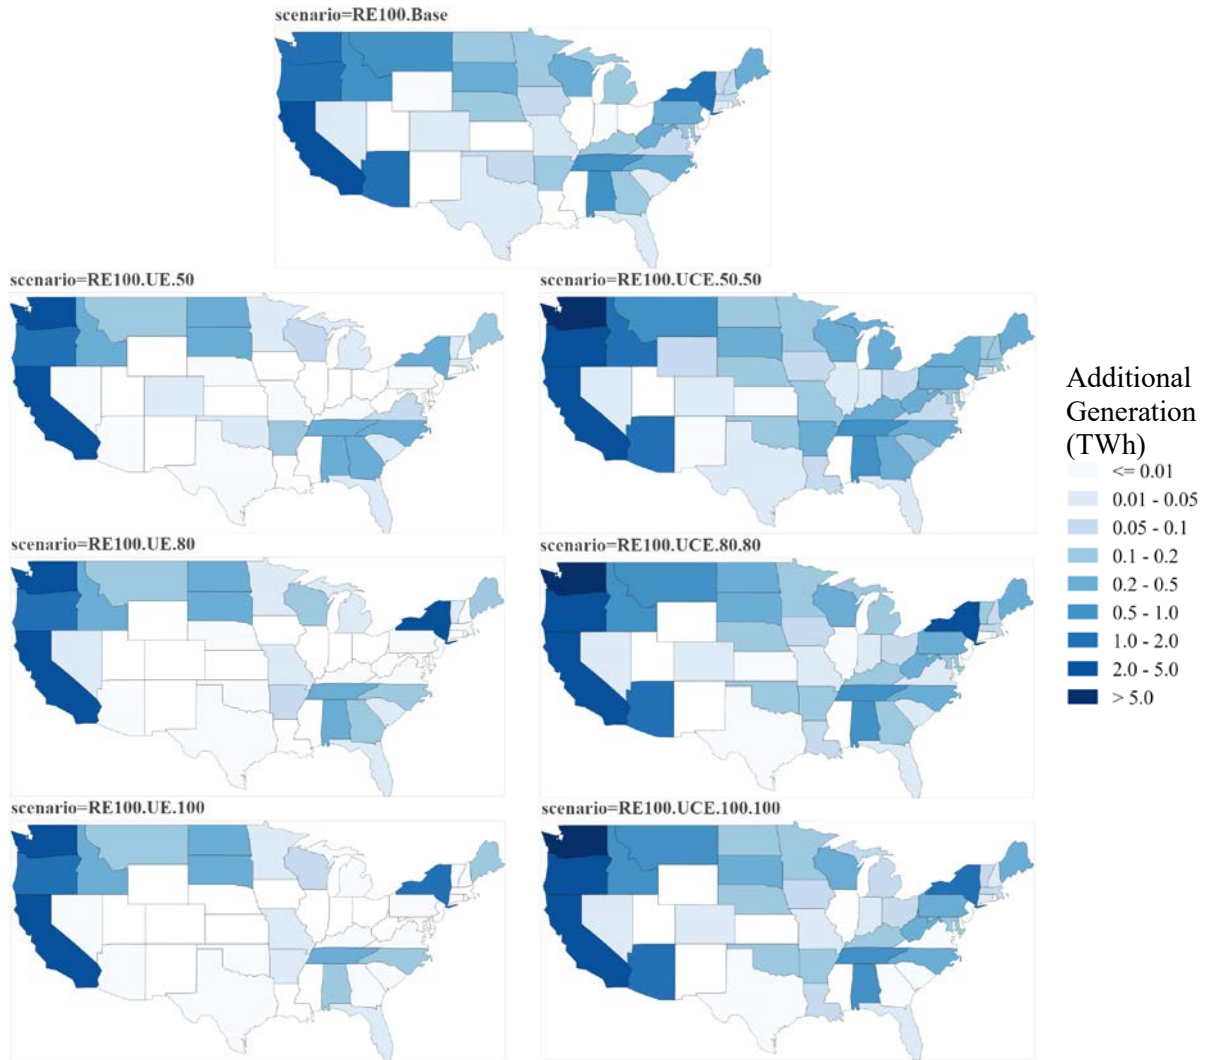 scenario=RE100.Base
scenario=RE100.UE.50
scenario=RE100.UCE.50.50
scenario=RE100.UE.80
scenario=RE100.UCE.80.80
scenario=RE100.UE.100
scenario=RE100.UCE.100.100
Additional
Generation
(TWh)
<= 0.01
0.01 - 0.05
0.05 - 0.1
0.1 - 0.2
0.2 - 0.5
0.5 - 1.0
1.0 - 2.0
2.0 - 5.0
> 5.0